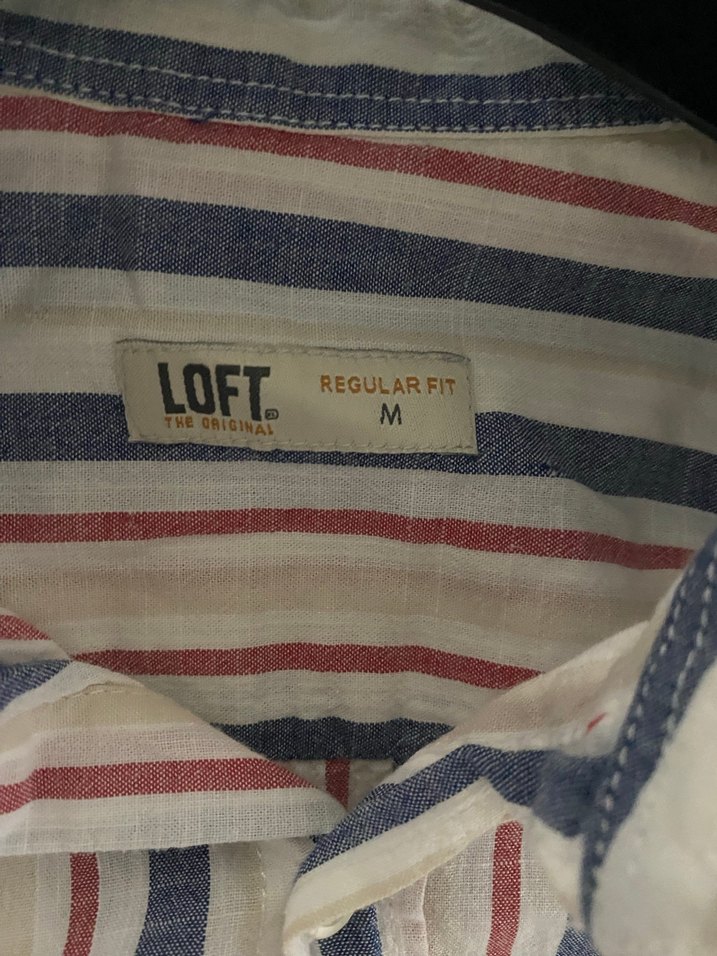 LOFT
THE ORIGINAL
REGULAR FIT
M